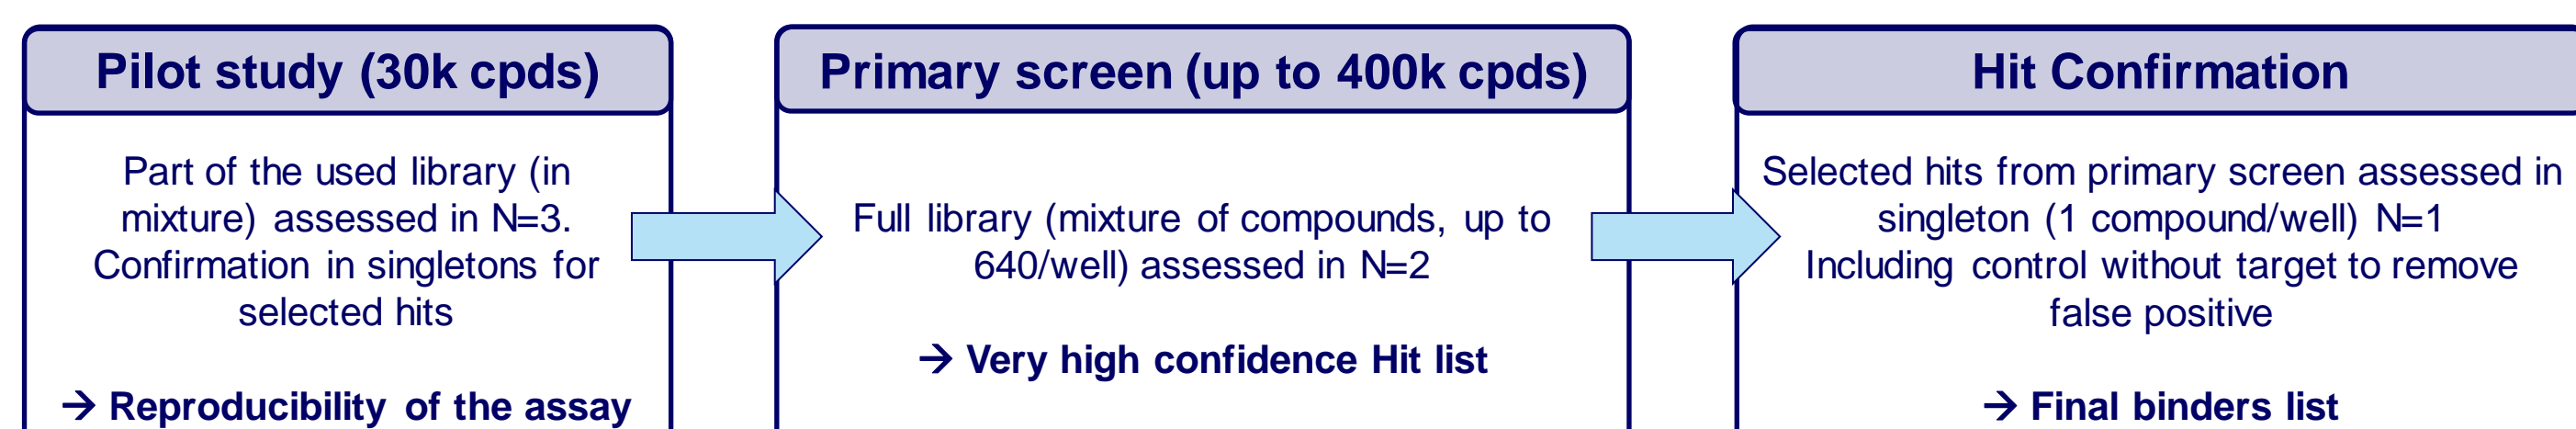 Pilot study (30k cpds)
Part of the used library (in
mixture) assessed in N=3.
Confirmation in singletons for
selected hits
→ Reproducibility of the assay
Primary screen (up to 400k cpds)
Full library (mixture of compounds, up to
640/well) assessed in N=2
→ Very high confidence Hit list
Hit Confirmation
Selected hits from primary screen assessed in
singleton (1 compound/well) N=1
Including control without target to remove
false positive
→ Final binders list